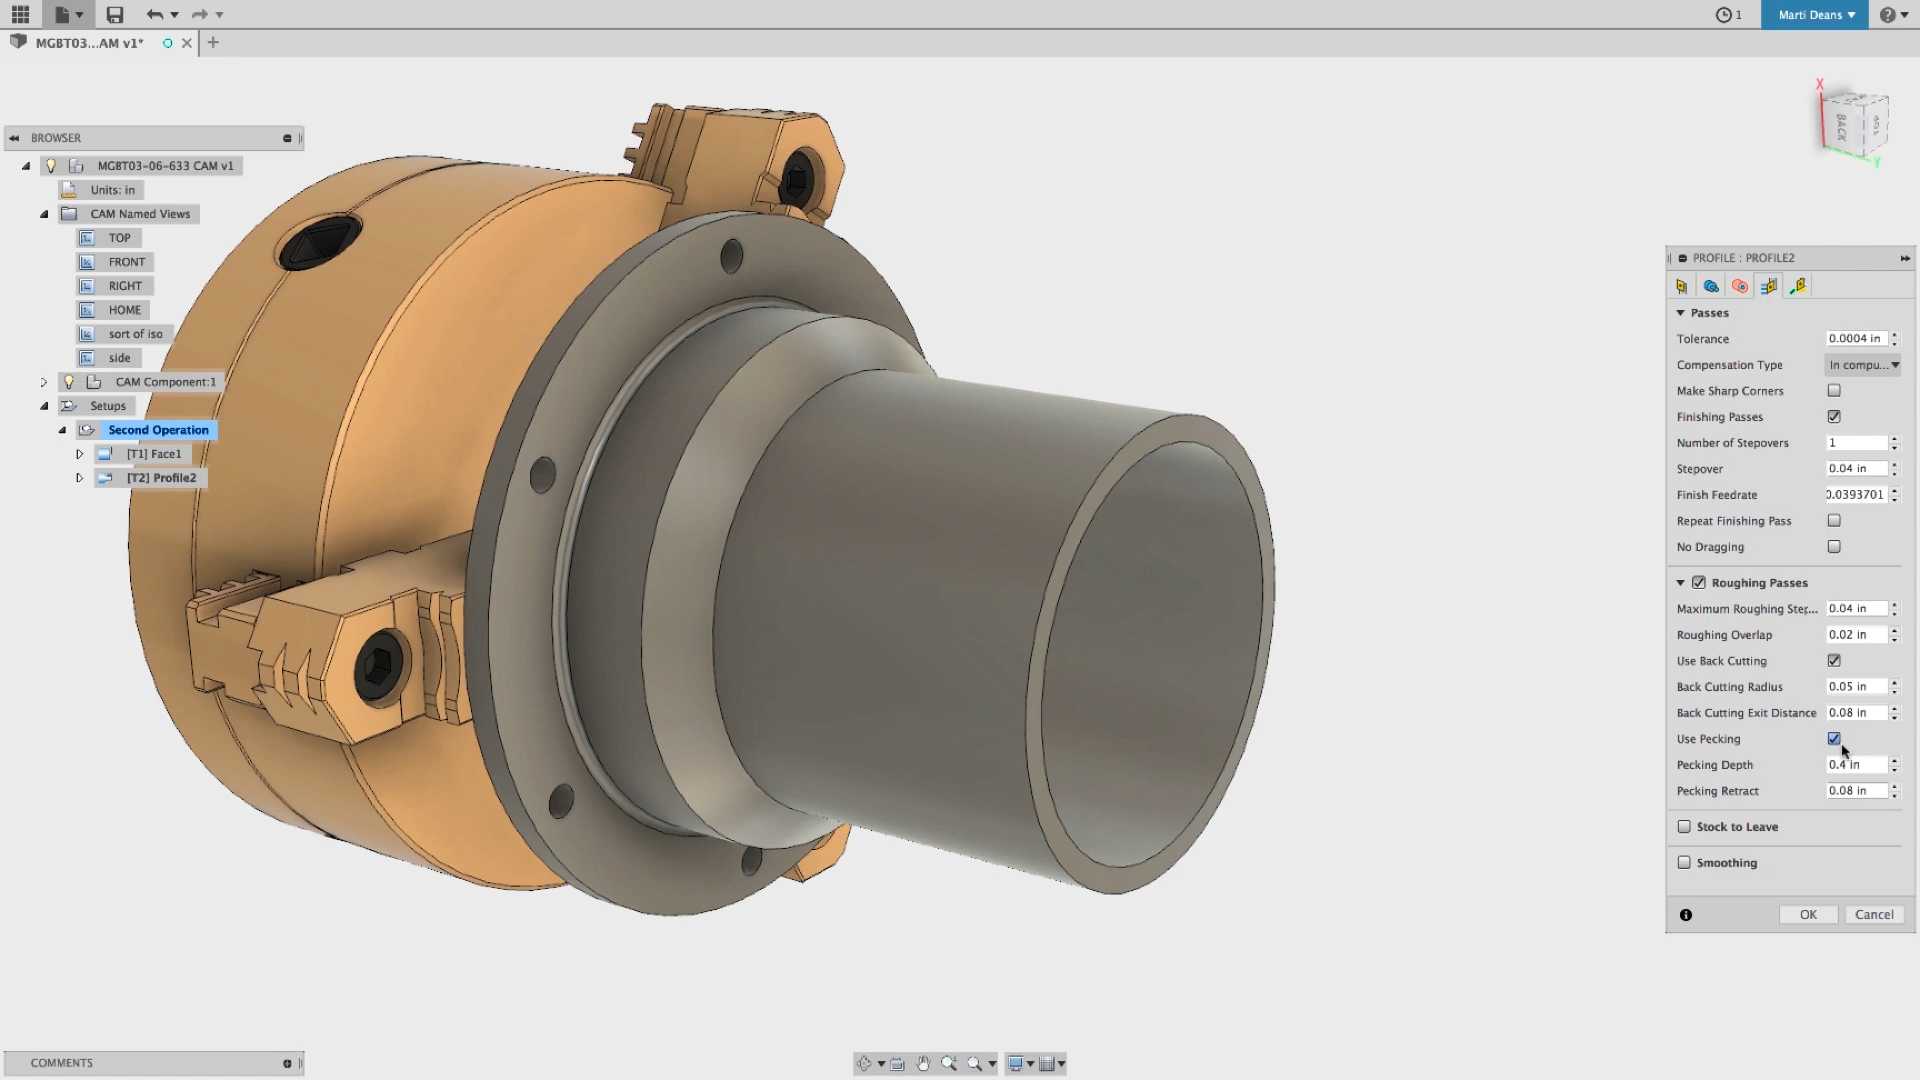 1
Marti Deans
MGBT03...AM v1*
X
BACK
Y
BROWSER
MGBT03-06-633 CAM v1
Units: in
CAM Named Views
TOP
FRONT
RIGHT
HOME
sort of iso
side
CAM Component:1
Setups
Second Operation
[T1] Face1
[T2] Profile2
PROFILE : PROFILE2
Passes
Tolerance 0.0004 in
Compensation Type In compu...
Make Sharp Corners
Finishing Passes
Number of Stepovers 1
Stepover 0.04 in
Finish Feedrate 0.0393701
Repeat Finishing Pass
No Dragging
Roughing Passes
Maximum Roughing Step... 0.04 in
Roughing Overlap 0.02 in
Use Back Cutting
Back Cutting Radius 0.05 in
Back Cutting Exit Distance 0.08 in
Use Pecking
Pecking Depth 0.4 in
Pecking Retract 0.08 in
Stock to Leave
Smoothing
OK Cancel
COMMENTS